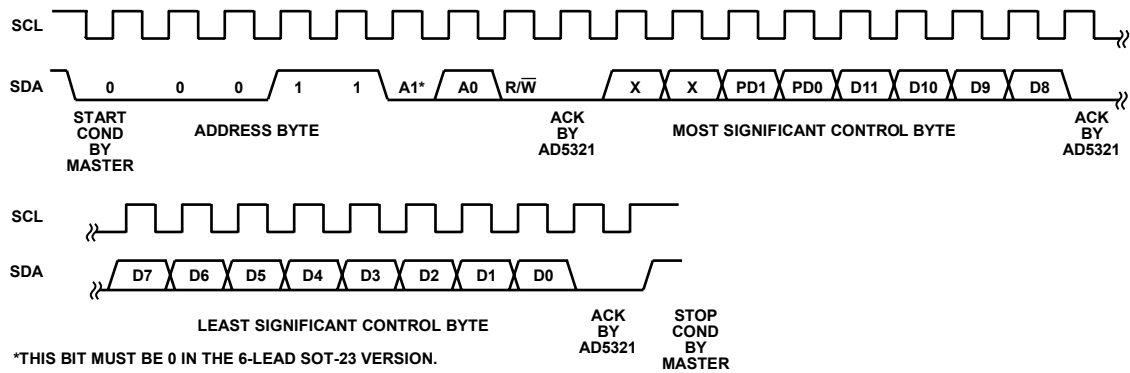 SCL
SDA 0 0 0 1 1 A1* A0 R/W̅ X X PD1 PD0 D11 D10 D9 D8
START COND BY MASTER
ADDRESS BYTE
ACK BY AD5321
MOST SIGNIFICANT CONTROL BYTE
ACK BY AD5321
SCL
SDA D7 D6 D5 D4 D3 D2 D1 D0
LEAST SIGNIFICANT CONTROL BYTE
ACK BY AD5321
STOP COND BY MASTER
*THIS BIT MUST BE 0 IN THE 6-LEAD SOT-23 VERSION.